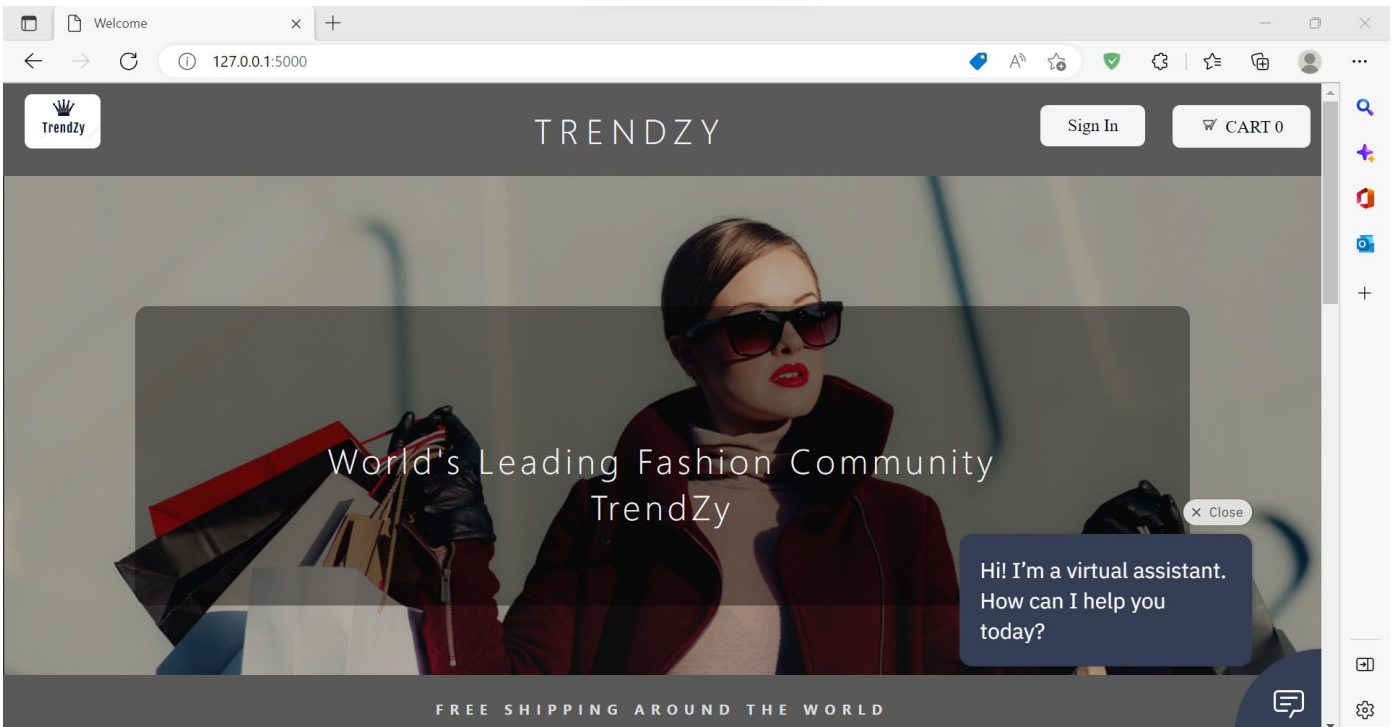 Welcome
127.0.0.1:5000
TrendZy
TRENDZY
Sign In
CART 0
World's Leading Fashion Community
TrendZy
Close
Hi! I'm a virtual assistant.
How can I help you
today?
FREE SHIPPING AROUND THE WORLD